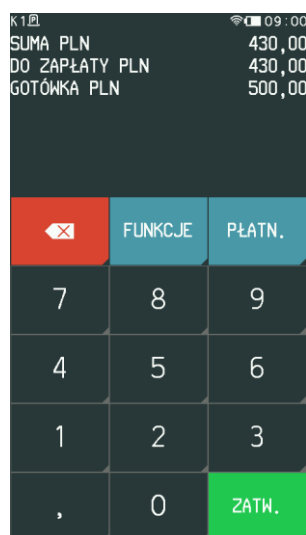 K1 P 09:00
SUMA PLN 430,00
DO ZAPŁATY PLN 430,00
GOTÓWKA PLN 500,00
FUNKCJE PŁATN.
7 8 9
4 5 6
1 2 3
, 0 ZATW.